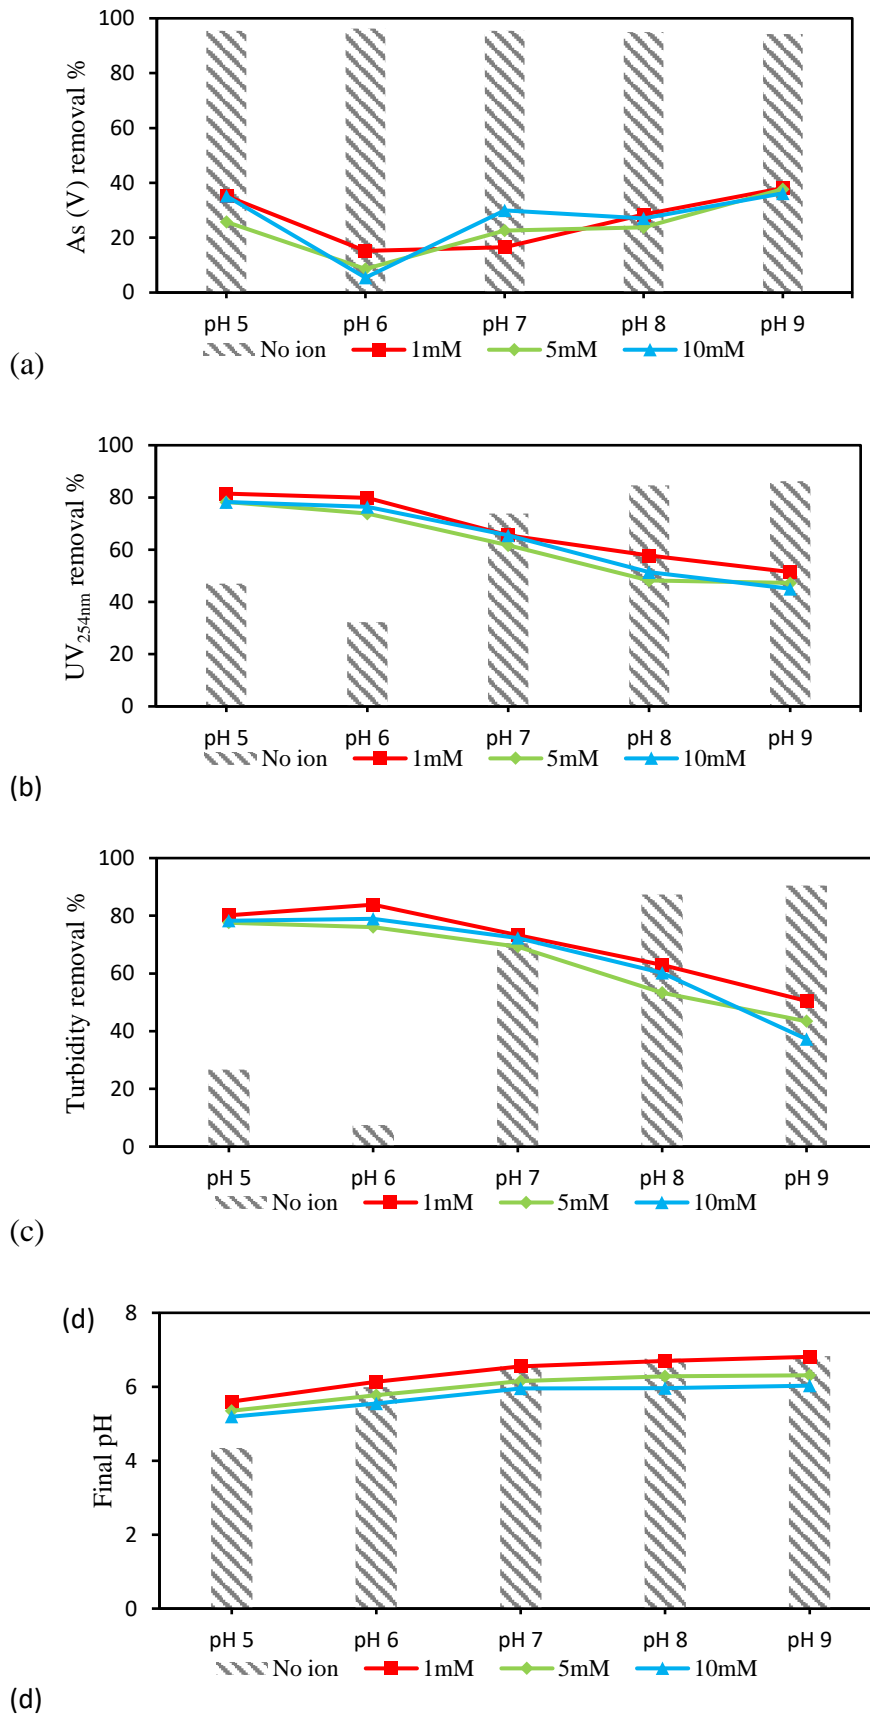 As (V) removal %
100
80
60
40
20
0
pH 5 pH 6 pH 7 pH 8 pH 9
No ion 1mM 5mM 10mM
(a)
UV254nm removal %
100
80
60
40
20
0
pH 5 pH 6 pH 7 pH 8 pH 9
No ion 1mM 5mM 10mM
(b)
Turbidity removal %
100
80
60
40
20
0
pH 5 pH 6 pH 7 pH 8 pH 9
No ion 1mM 5mM 10mM
(c)
(d)
Final pH
8
6
4
2
0
pH 5 pH 6 pH 7 pH 8 pH 9
No ion 1mM 5mM 10mM
(d)